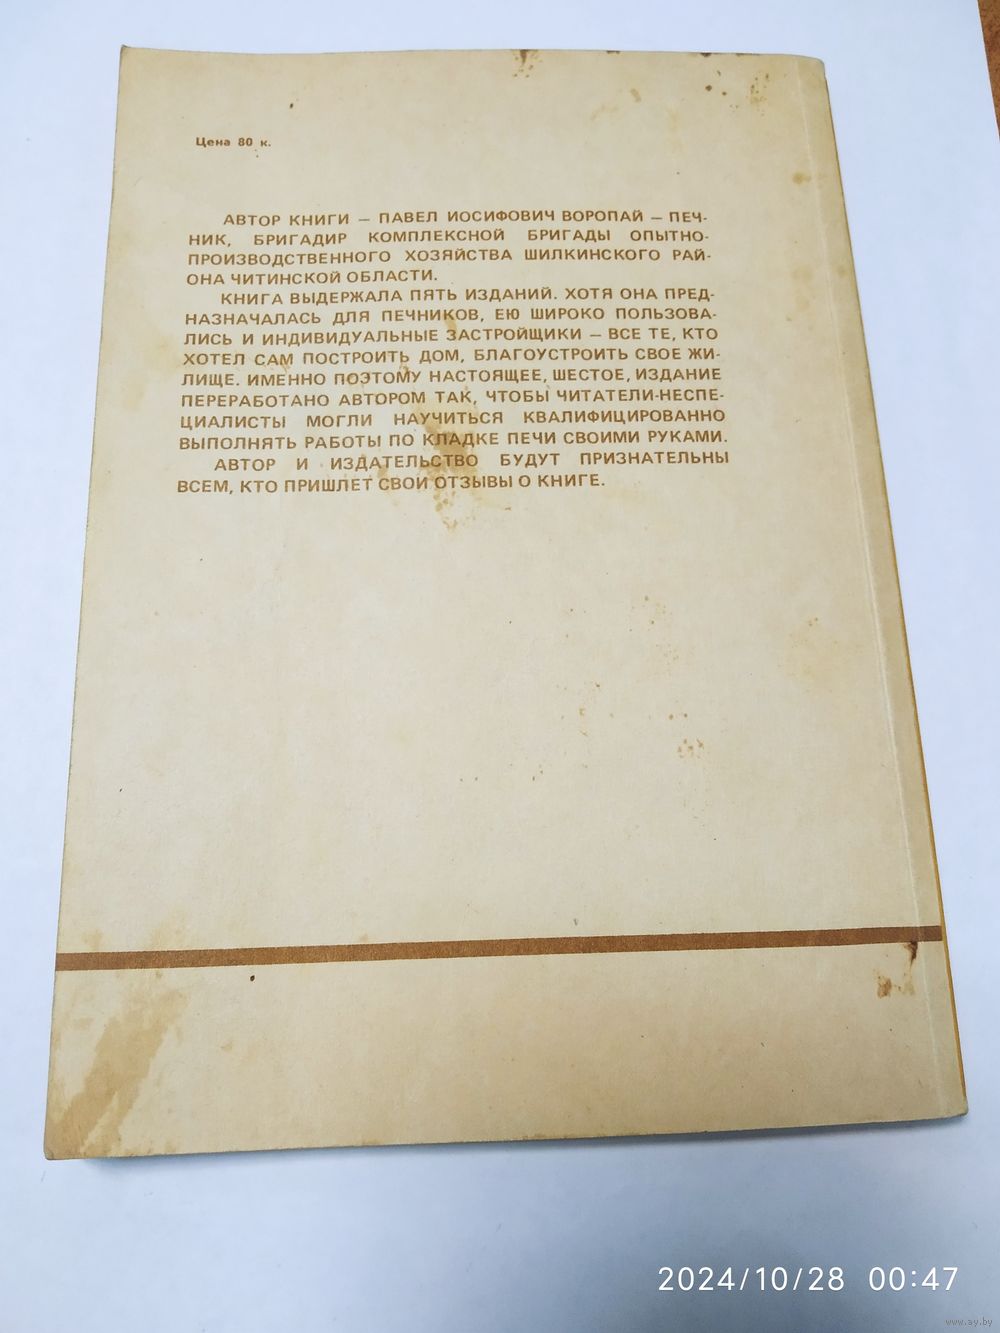 Цена 80 к.
АВТОР КНИГИ — ПАВЕЛ ИОСИФОВИЧ ВОРОПАЙ — ПЕЧ-
НИК, БРИГАДИР КОМПЛЕКСНОЙ БРИГАДЫ ОПЫТНО-
ПРОИЗВОДСТВЕННОГО ХОЗЯЙСТВА ШИЛКИНСКОГО РАЙ-
ОНА ЧИТИНСКОЙ ОБЛАСТИ.
КНИГА ВЫДЕРЖАЛА ПЯТЬ ИЗДАНИЙ. ХОТЯ ОНА ПРЕД-
НАЗНАЧАЛАСЬ ДЛЯ ПЕЧНИКОВ, ЕЮ ШИРОКО ПОЛЬЗОВА-
ЛИСЬ И ИНДИВИДУАЛЬНЫЕ ЗАСТРОЙЩИКИ — ВСЕ ТЕ, КТО
ХОТЕЛ САМ ПОСТРОИТЬ ДОМ, БЛАГОУСТРОИТЬ СВОЕ ЖИ-
ЛИЩЕ. ИМЕННО ПОЭТОМУ НАСТОЯЩЕЕ, ШЕСТОЕ, ИЗДАНИЕ
ПЕРЕРАБОТАНО АВТОРОМ ТАК, ЧТОБЫ ЧИТАТЕЛИ-НЕСПЕ-
ЦИАЛИСТЫ МОГЛИ НАУЧИТЬСЯ КВАЛИФИЦИРОВАННО
ВЫПОЛНЯТЬ РАБОТЫ ПО КЛАДКЕ ПЕЧИ СВОИМИ РУКАМИ.
АВТОР И ИЗДАТЕЛЬСТВО БУДУТ ПРИЗНАТЕЛЬНЫ
ВСЕМ, КТО ПРИШЛЕТ СВОИ ОТЗЫВЫ О КНИГЕ.
2024/10/28 00:47
www.ay.by